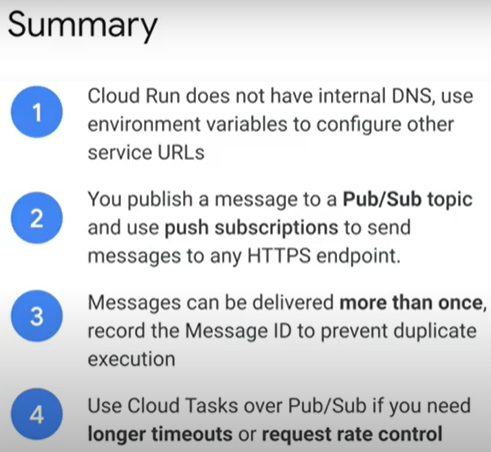 Summary
1
Cloud Run does not have internal DNS, use
environment variables to configure other
service URLs
2
You publish a message to a Pub/Sub topic
and use push subscriptions to send
messages to any HTTPS endpoint.
3
Messages can be delivered more than once,
record the Message ID to prevent duplicate
execution
4
Use Cloud Tasks over Pub/Sub if you need
longer timeouts or request rate control